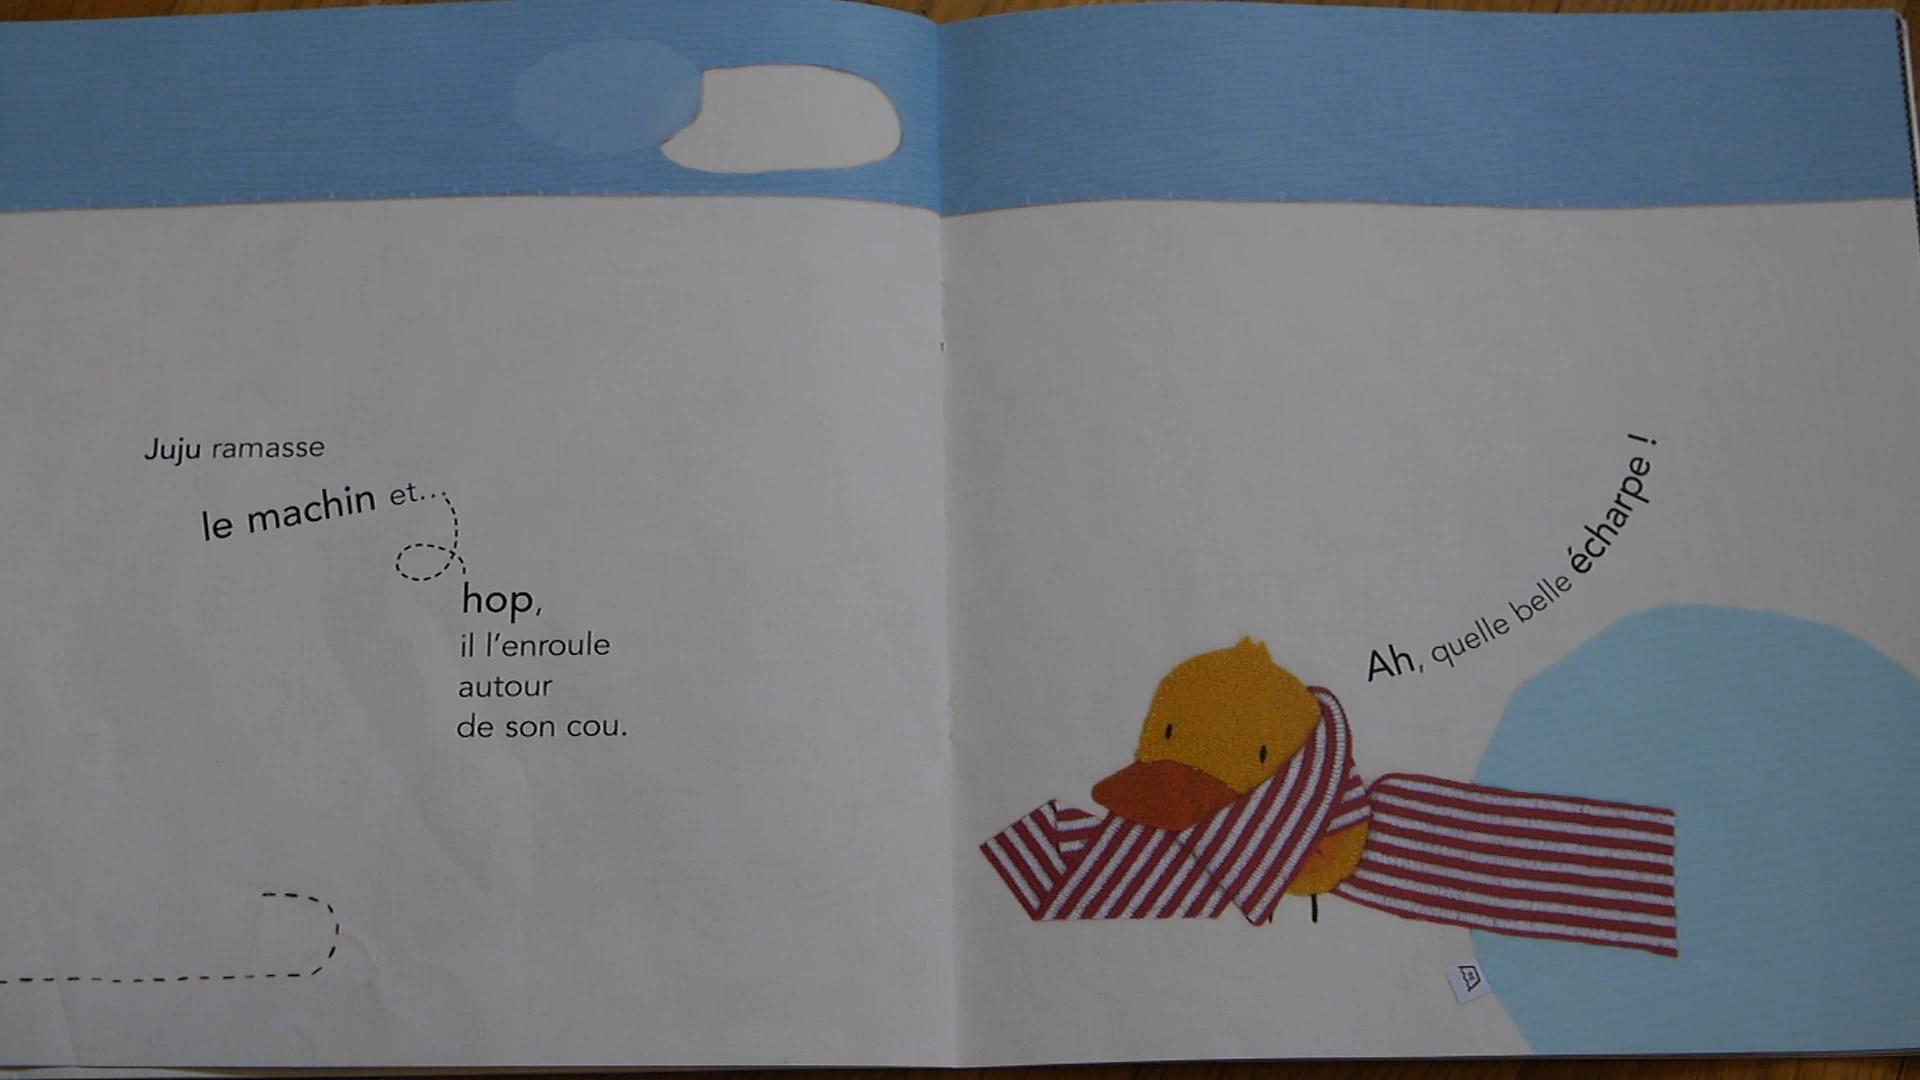 Juju ramasse
le machin et...
hop,
il l'enroule
autour
de son cou.
Ah, quelle belle écharpe !